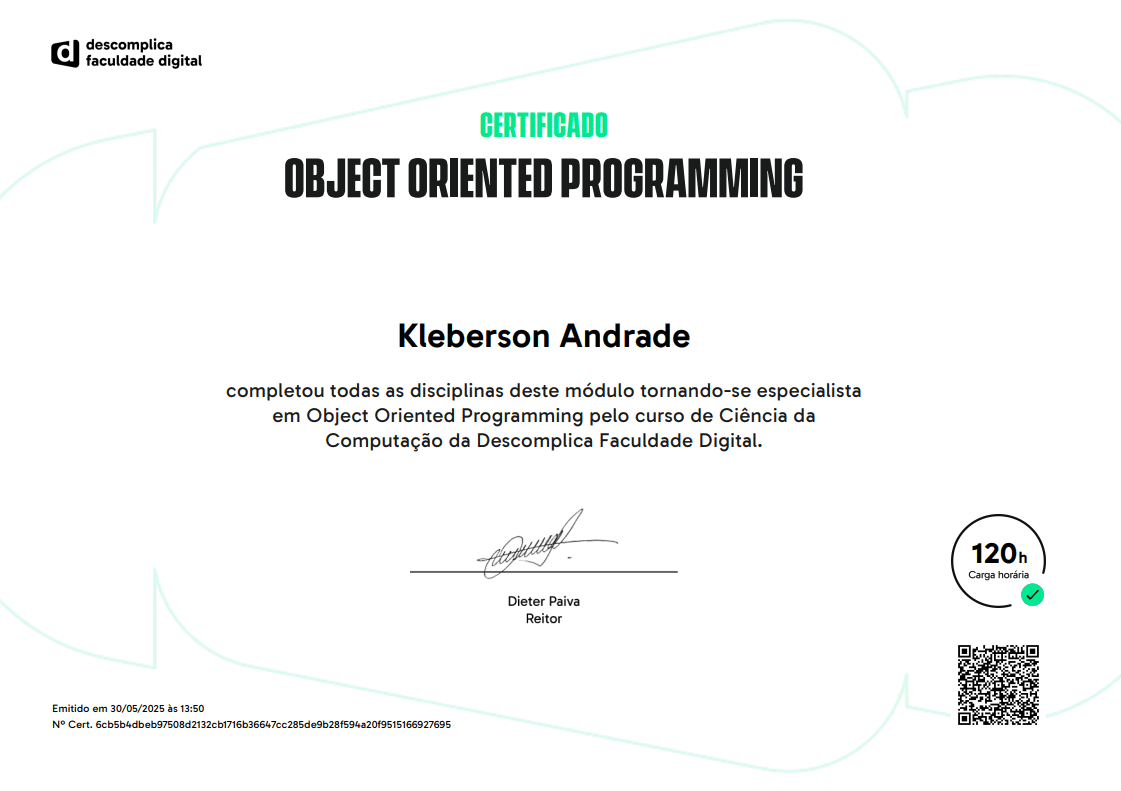 descomplica
faculdade digital
CERTIFICADO
OBJECT ORIENTED PROGRAMMING
Kleberson Andrade
completou todas as disciplinas deste módulo tornando-se especialista
em Object Oriented Programming pelo curso de Ciência da
Computação da Descomplica Faculdade Digital.
Dieter Paiva
Reitor
120h
Carga horária
Emitido em 30/05/2025 às 13:50
Nº Cert. 6cb5b4dbeb97508d2132cb1716b36647cc285de9b28f594a20f9515166927695